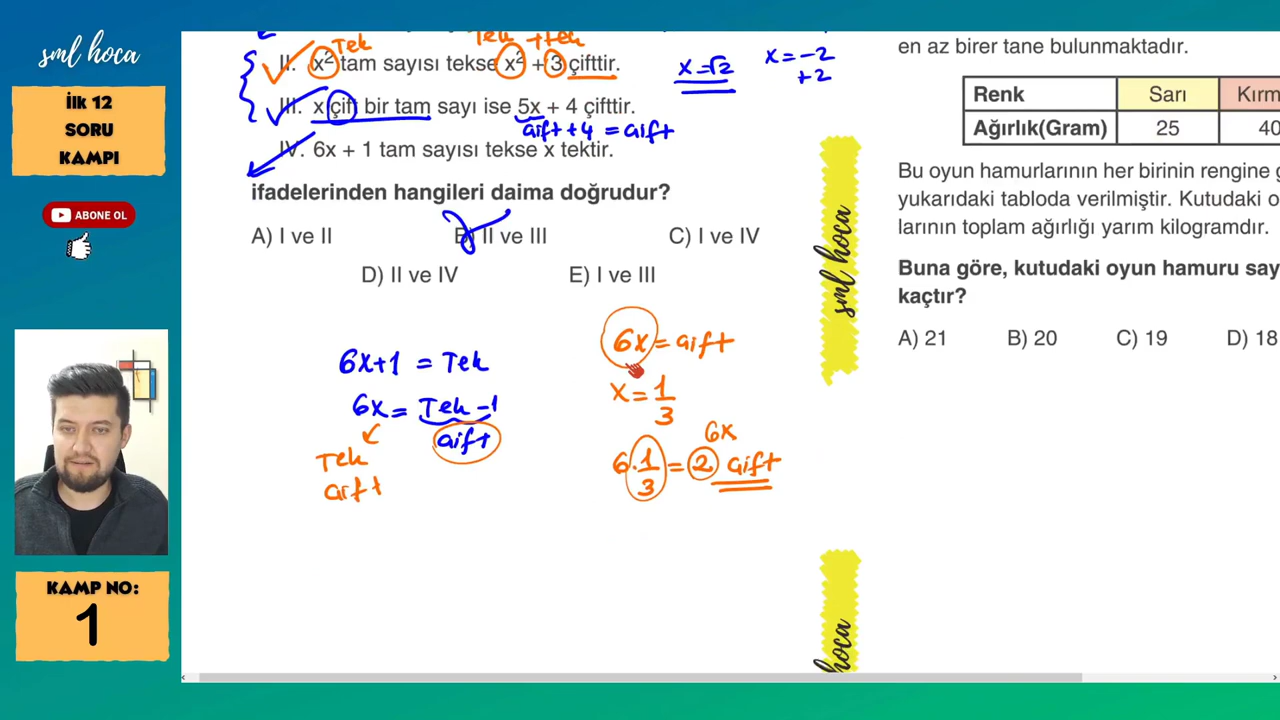 sml hoca
İlk 12
SORU
KAMPI
ABONE OL
KAMP NO:
1
Tek Tek + tek
II. x² tam sayısı tekse x² + 3 çifttir.
III. x çift bir tam sayı ise 5x + 4 çifttir.
çift + 4 = çift
IV. 6x + 1 tam sayısı tekse x tektir.
x = √2
x = -2
+2
ifadelerinden hangileri daima doğrudur?
A) I ve II B) II ve III C) I ve IV
D) II ve IV E) I ve III
6x+1 = Tek
6x = Tek -1
çift
Tek
çift
6x = çift
x = 1/3
6x
6 . 1/3 = 2 çift
sml hoca
hoca
en az birer tane bulunmaktadır.
Renk Sarı Kırm
Ağırlık(Gram) 25 40
Bu oyun hamurlarının her birinin rengine g
yukarıdaki tabloda verilmiştir. Kutudaki o
larının toplam ağırlığı yarım kilogramdır.
Buna göre, kutudaki oyun hamuru say
kaçtır?
A) 21 B) 20 C) 19 D) 18